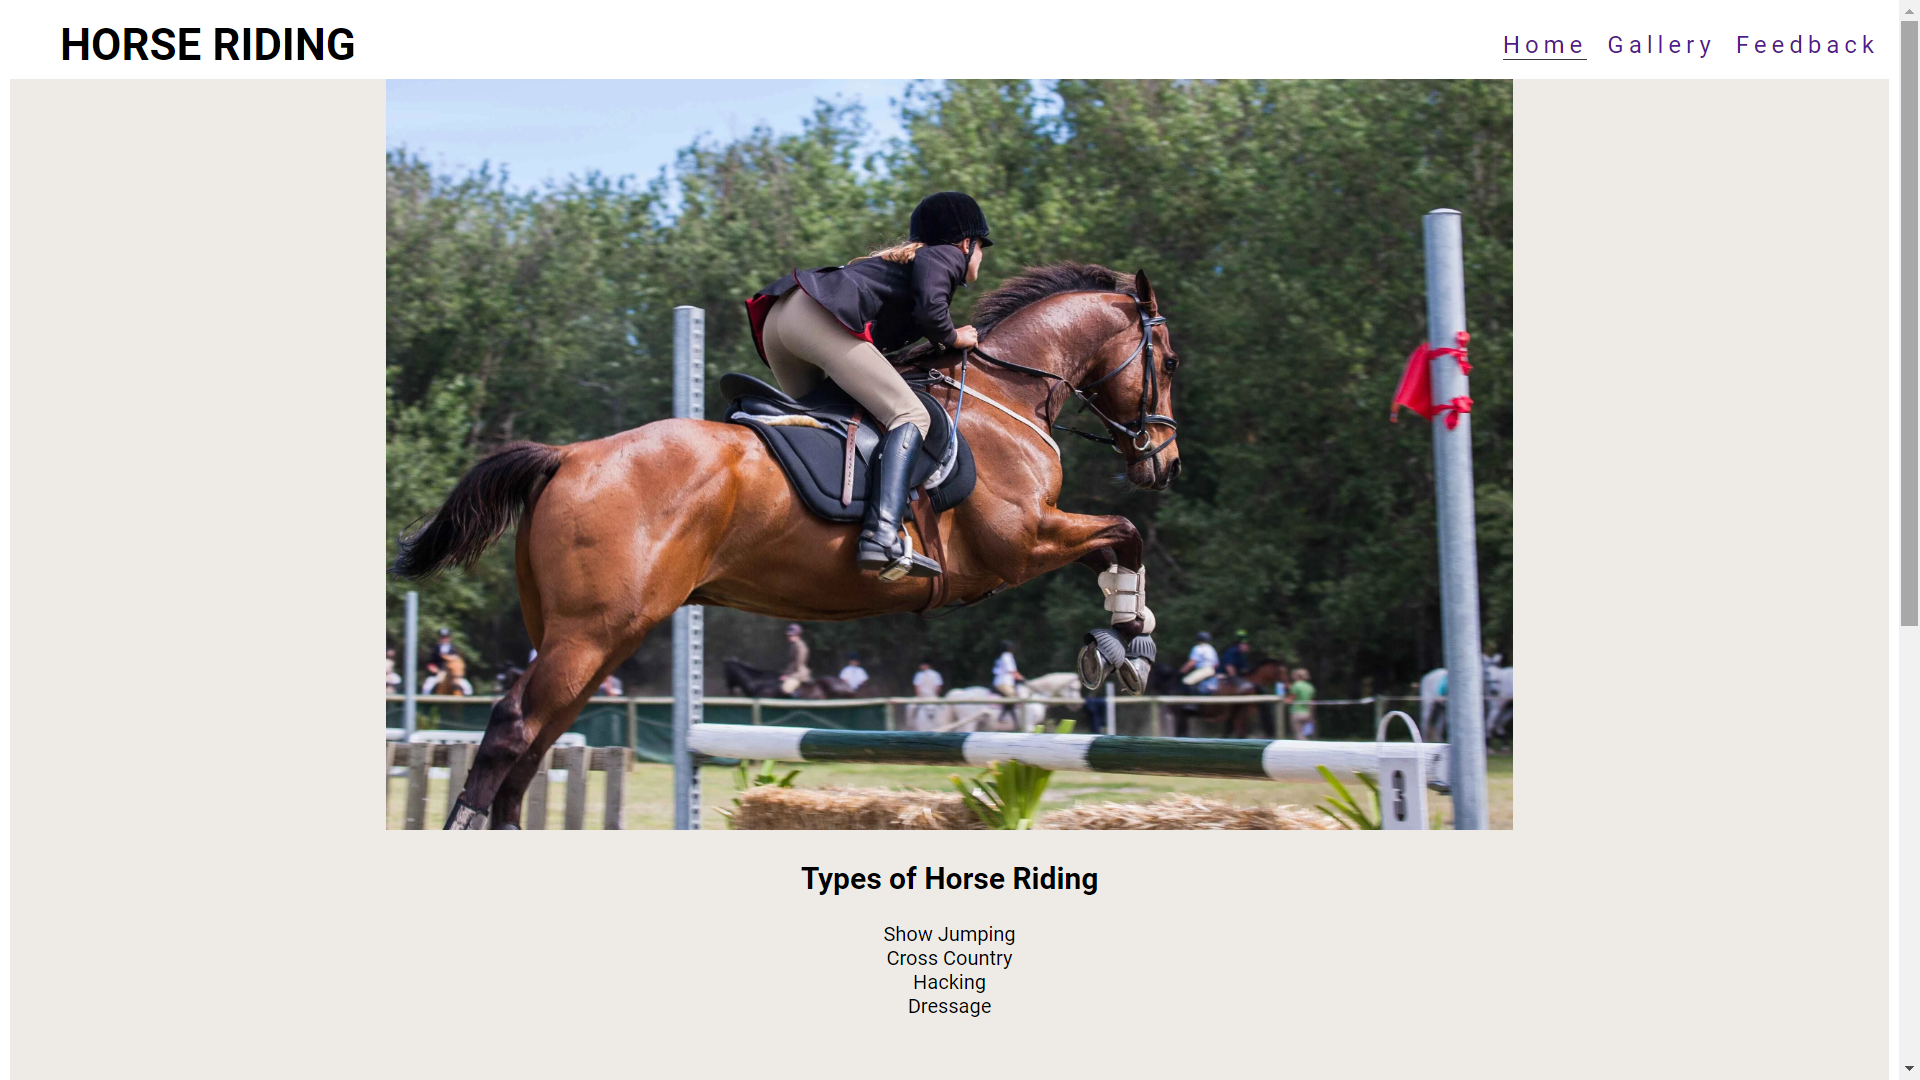 HORSE RIDING
Home Gallery Feedback
3
Types of Horse Riding
Show Jumping
Cross Country
Hacking
Dressage